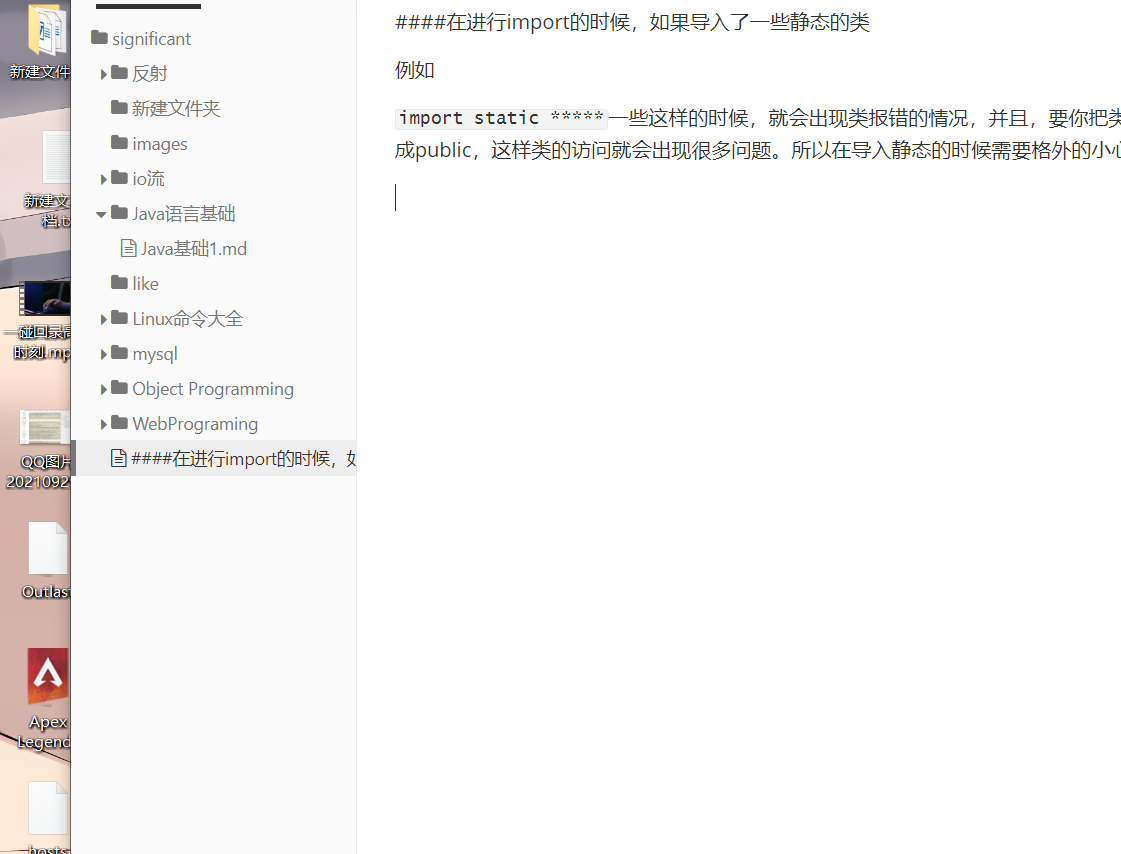 新建文件
新建文
档.tx
一碰回录高
时刻.mp
QQ图片
2021092
Outlast
Apex
Legend
hosts
significant
反射
新建文件夹
images
io流
Java语言基础
Java基础1.md
like
Linux命令大全
mysql
Object Programming
WebPrograming
####在进行import的时候，如
####在进行import的时候，如果导入了一些静态的类
例如
import static *****一些这样的时候，就会出现类报错的情况，并且，要你把类
成public，这样类的访问就会出现很多问题。所以在导入静态的时候需要格外的小心